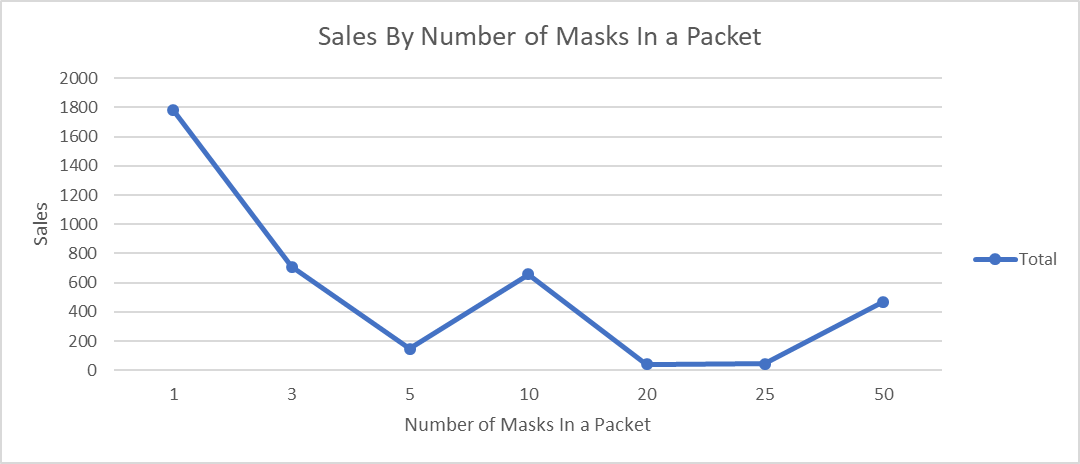 Sales By Number of Masks In a Packet
2000
1800
1600
1400
1200
1000
800
600
400
200
0
Sales
1 3 5 10 20 25 50
Number of Masks In a Packet
Total